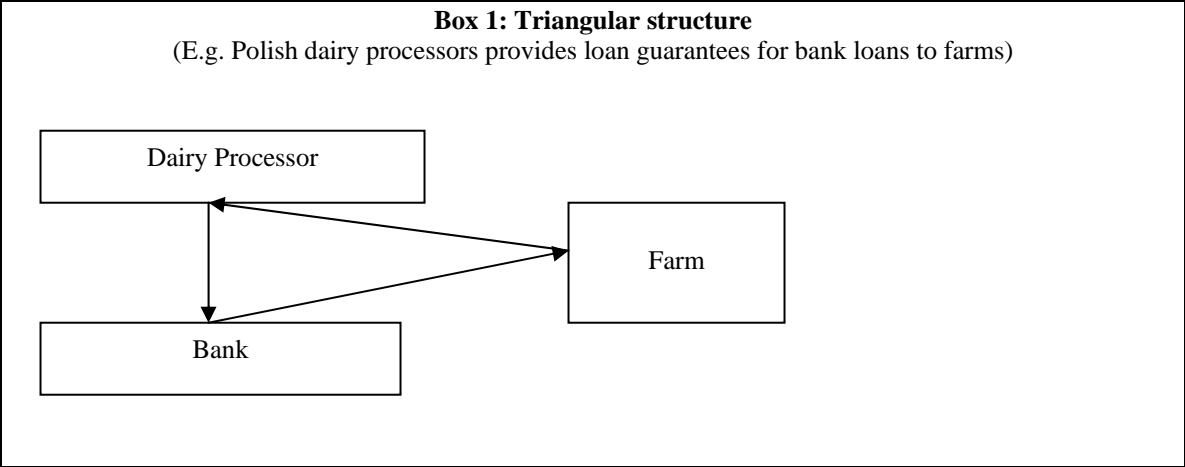 Box 1: Triangular structure
(E.g. Polish dairy processors provides loan guarantees for bank loans to farms)
Dairy Processor
Farm
Bank